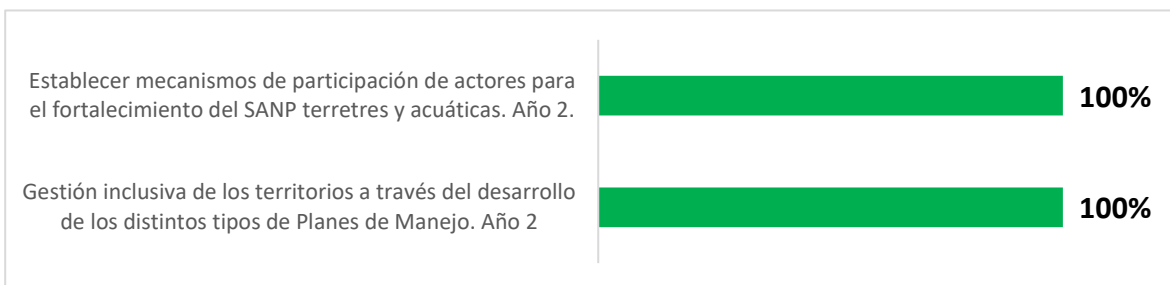 Establecer mecanismos de participación de actores para
el fortalecimiento del SANP terretres y acuáticas. Año 2.
100%
Gestión inclusiva de los territorios a través del desarrollo
de los distintos tipos de Planes de Manejo. Año 2
100%